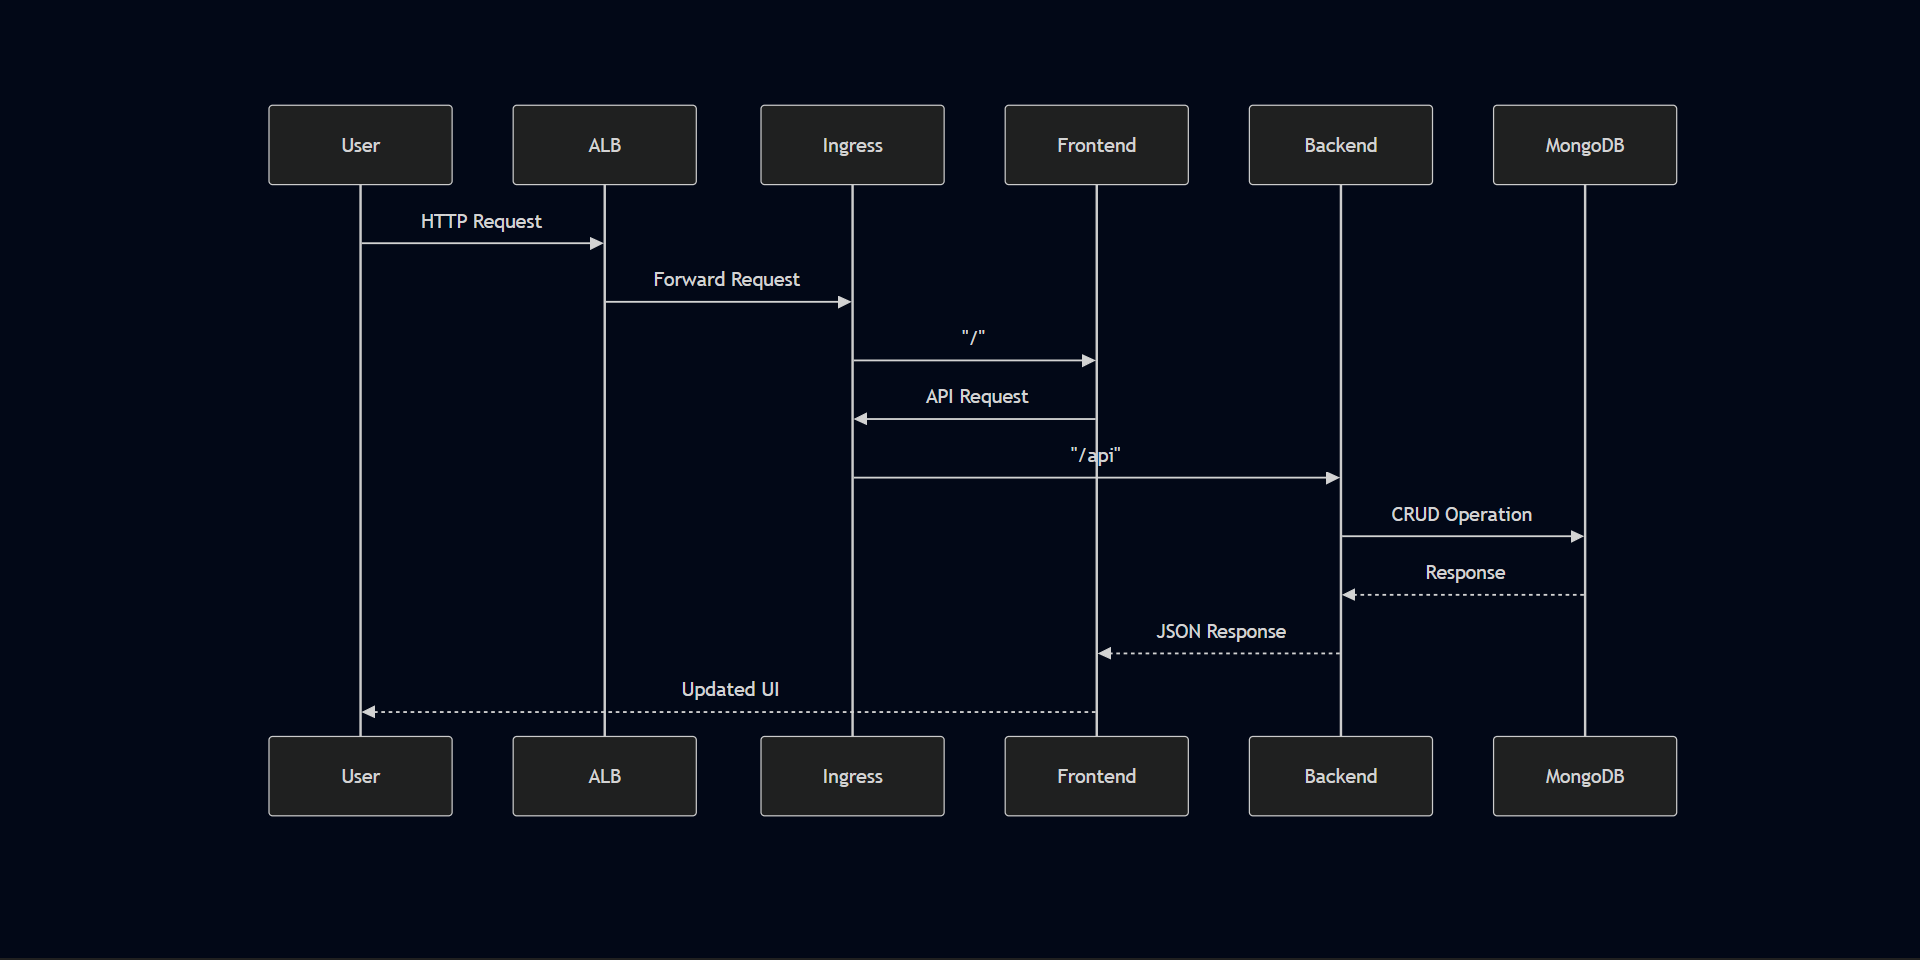 User
ALB
Ingress
Frontend
Backend
MongoDB
HTTP Request
Forward Request
"/"
API Request
"/api"
CRUD Operation
Response
JSON Response
Updated UI
User
ALB
Ingress
Frontend
Backend
MongoDB